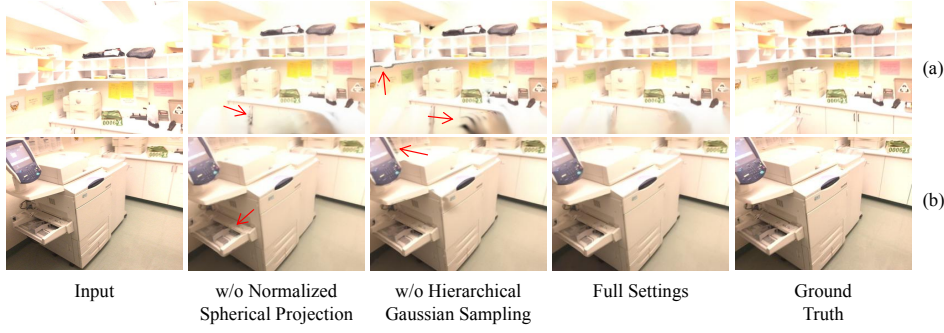 (a)
(b)
Input
w/o Normalized
Spherical Projection
w/o Hierarchical
Gaussian Sampling
Full Settings
Ground
Truth